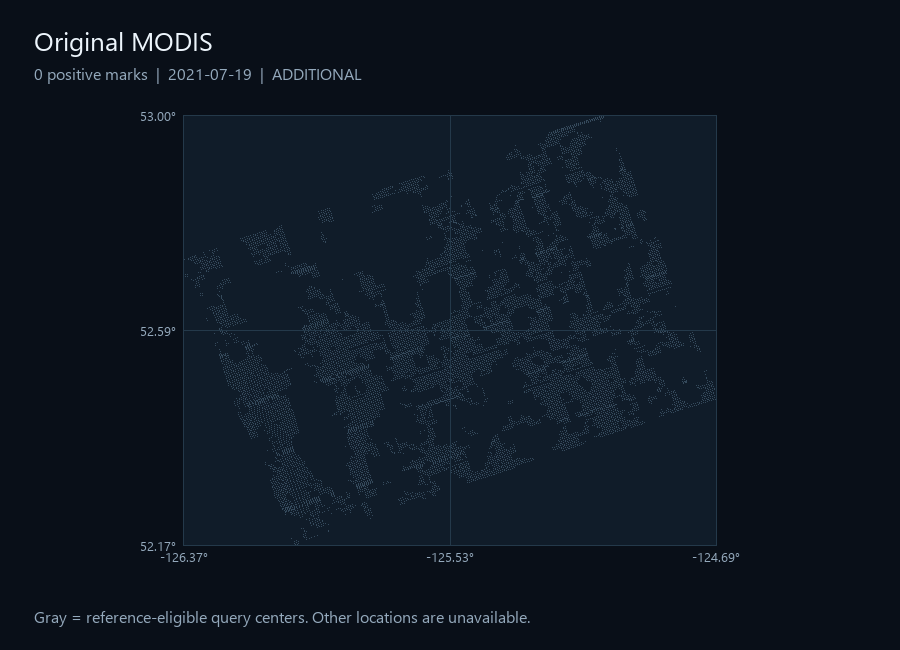 Original MODIS
0 positive marks | 2021-07-19 | ADDITIONAL
53.00°
52.59°
52.17°
-126.37°
-125.53°
-124.69°
Gray = reference-eligible query centers. Other locations are unavailable.